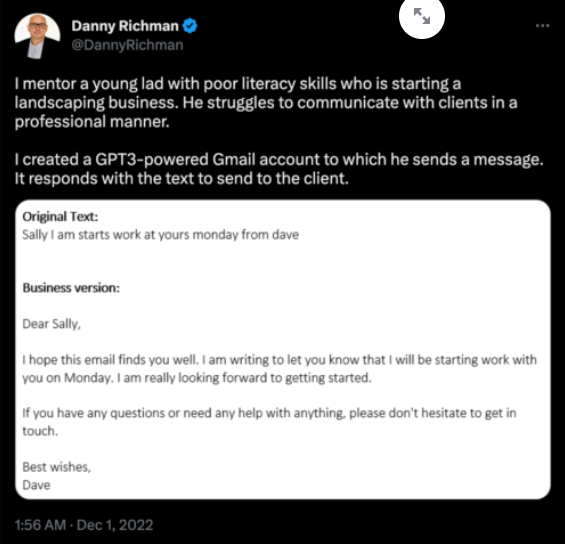 Danny Richman
@DannyRichman
I mentor a young lad with poor literacy skills who is starting a
landscaping business. He struggles to communicate with clients in a
professional manner.
I created a GPT3-powered Gmail account to which he sends a message.
It responds with the text to send to the client.
Original Text:
Sally I am starts work at yours monday from dave
Business version:
Dear Sally,
I hope this email finds you well. I am writing to let you know that I will be starting work with
you on Monday. I am really looking forward to getting started.
If you have any questions or need any help with anything, please don't hesitate to get in
touch.
Best wishes,
Dave
1:56 AM · Dec 1, 2022